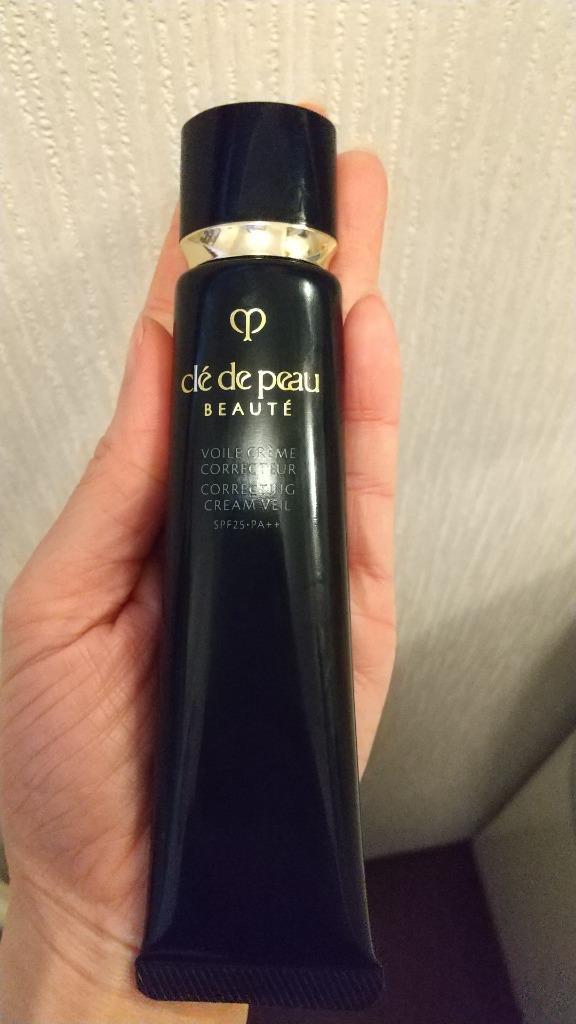 clé de peau
BEAUTÉ
VOILE CRÈME
CORRECTEUR
CORRECTING
CREAM VEIL
SPF25·PA++